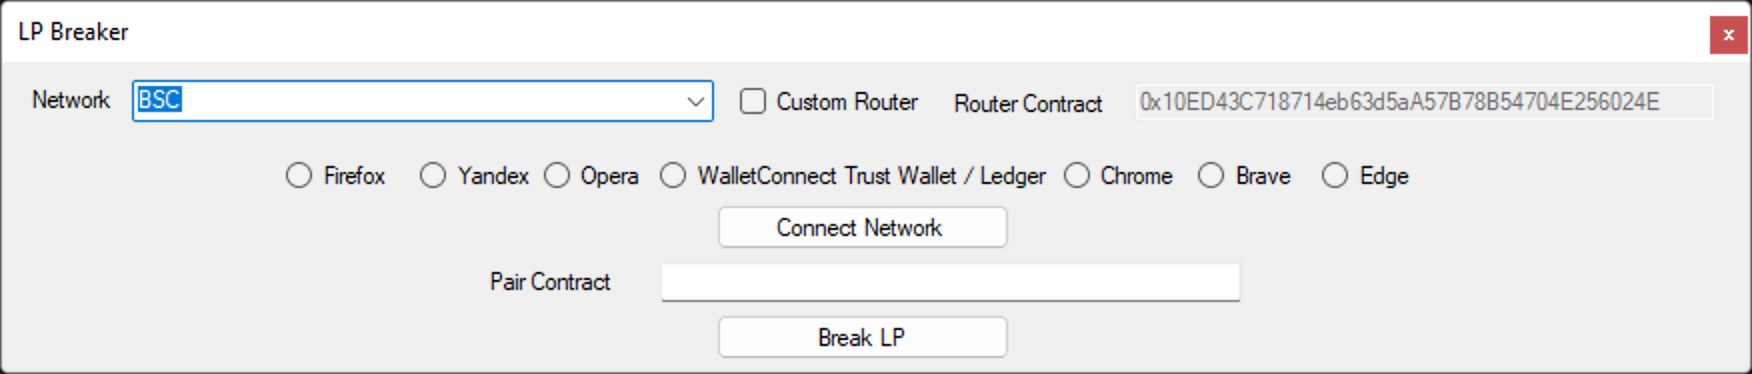 LP Breaker
x
Network BSC Custom Router Router Contract 0x10ED43C718714eb63d5aA57B78B54704E256024E
Firefox Yandex Opera WalletConnect Trust Wallet / Ledger Chrome Brave Edge
Connect Network
Pair Contract
Break LP